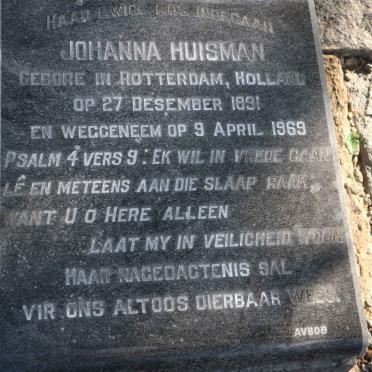 HAAR EWIGE RUS INGEGAAN
JOHANNA HUISMAN
GEBORE IN ROTTERDAM, HOLLAND
OP 27 DESEMBER 1891
EN WEGGENEEM OP 9 APRIL 1969
PSALM 4 VERS 9: EK WIL IN VREDE GAAN
LÊ EN METEENS AAN DIE SLAAP RAAK,
WANT U O HERE ALLEEN
LAAT MY IN VEILIGHEID WOON
HAAR NAGEDAGTENIS SAL
VIR ONS ALTOOS DIERBAAR WEES.
AVBOB